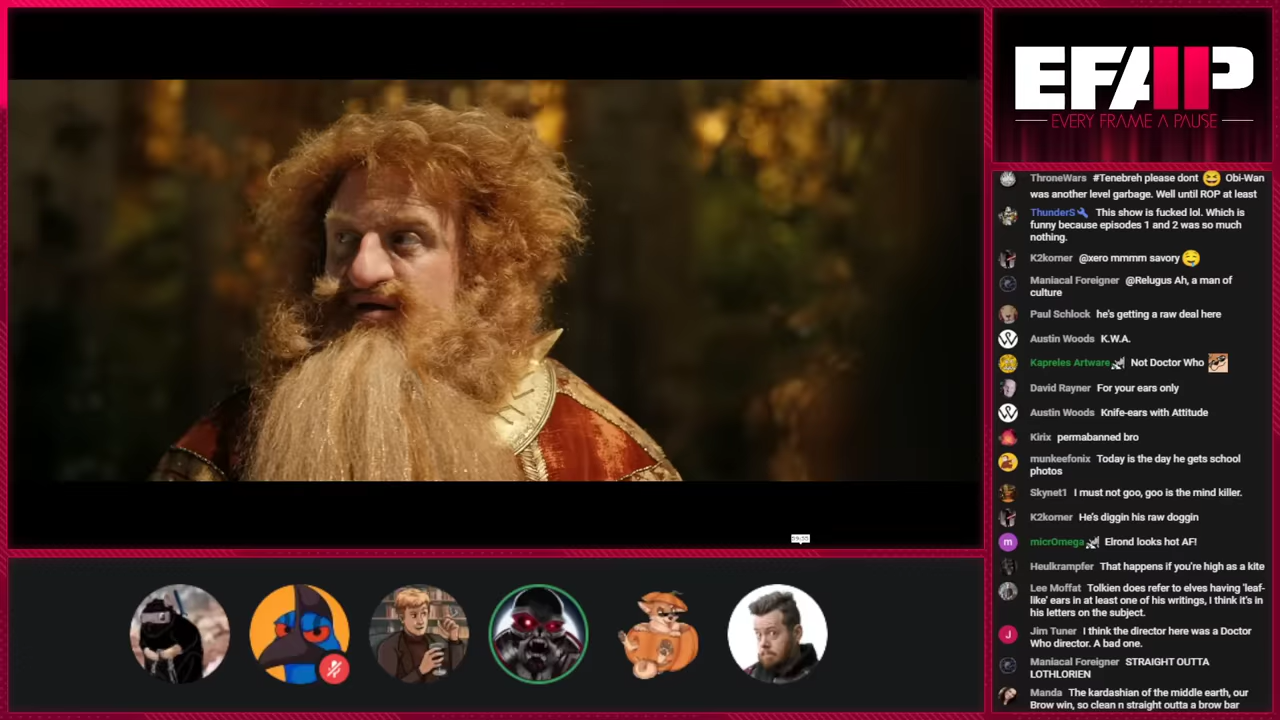 EFAP
EVERY FRAME A PAUSE
ThroneWars #Tenebreh please dont 😆 Obi-Wan
was another level garbage. Well until ROP at least
ThunderS This show is fucked lol. Which is
funny because episodes 1 and 2 was so much
nothing.
K2korner @xero mmmm savory 🤤
Maniacal Foreigner @Relugus Ah, a man of
culture
Paul Schlock he's getting a raw deal here
Austin Woods K.W.A.
Kapreles Artware Not Doctor Who
David Rayner For your ears only
Austin Woods Knife-ears with Attitude
Kirix permabanned bro
munkeefonix Today is the day he gets school
photos
Skynet1 I must not goo, goo is the mind killer.
K2korner He's diggin his raw doggin
m
micrOmega Elrond looks hot AF!
Heulkrampfer That happens if you're high as a kite
Lee Moffat Tolkien does refer to elves having 'leaf-
like' ears in at least one of his writings, I think it's in
his letters on the subject.
J
Jim Tuner I think the director here was a Doctor
Who director. A bad one.
Maniacal Foreigner STRAIGHT OUTTA
LOTHLORIEN
Manda The kardashian of the middle earth, our
Brow win, so clean n straight outta a brow bar